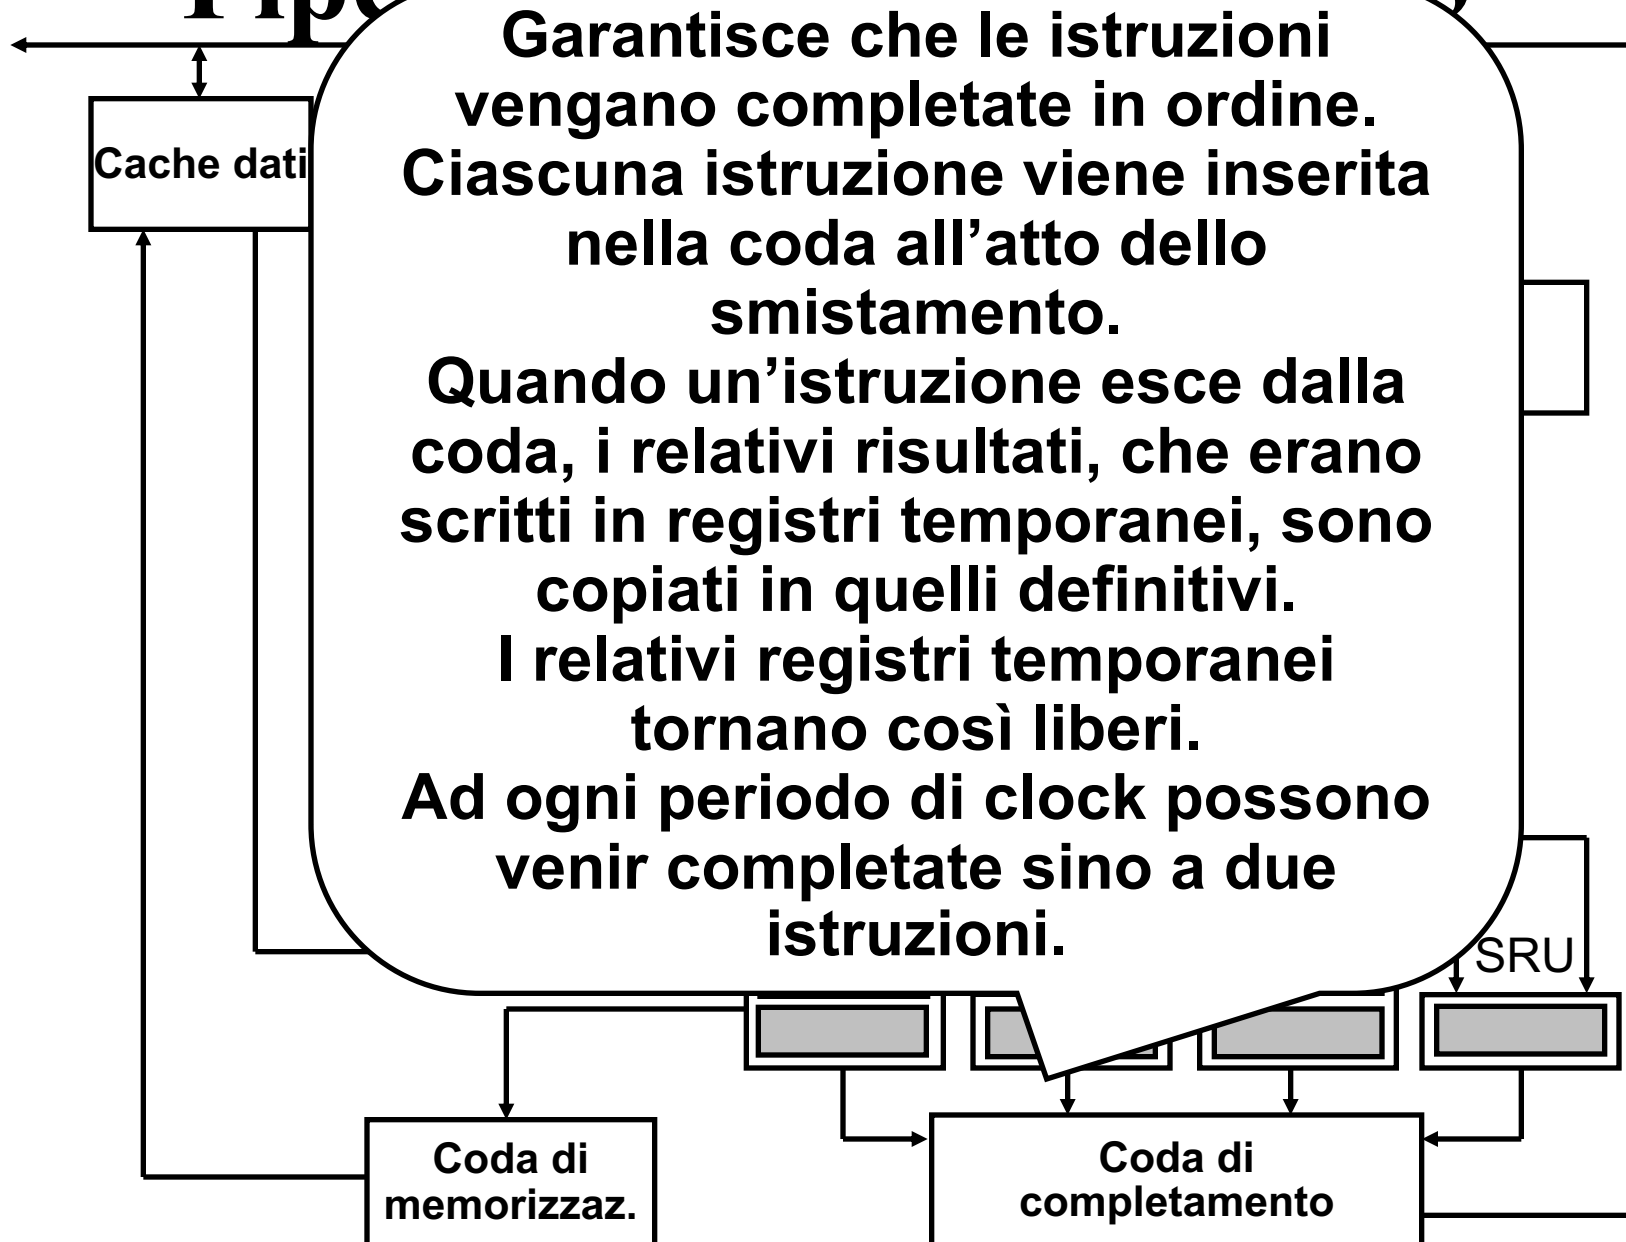 Garantisce che le istruzioni
vengano completate in ordine.
Ciascuna istruzione viene inserita
nella coda all’atto dello
smistamento.
Quando un’istruzione esce dalla
coda, i relativi risultati, che erano
scritti in registri temporanei, sono
copiati in quelli definitivi.
I relativi registri temporanei
tornano così liberi.
Ad ogni periodo di clock possono
venir completate sino a due
istruzioni.
Cache dati
SRU
Coda di
memorizzaz.
Coda di
completamento